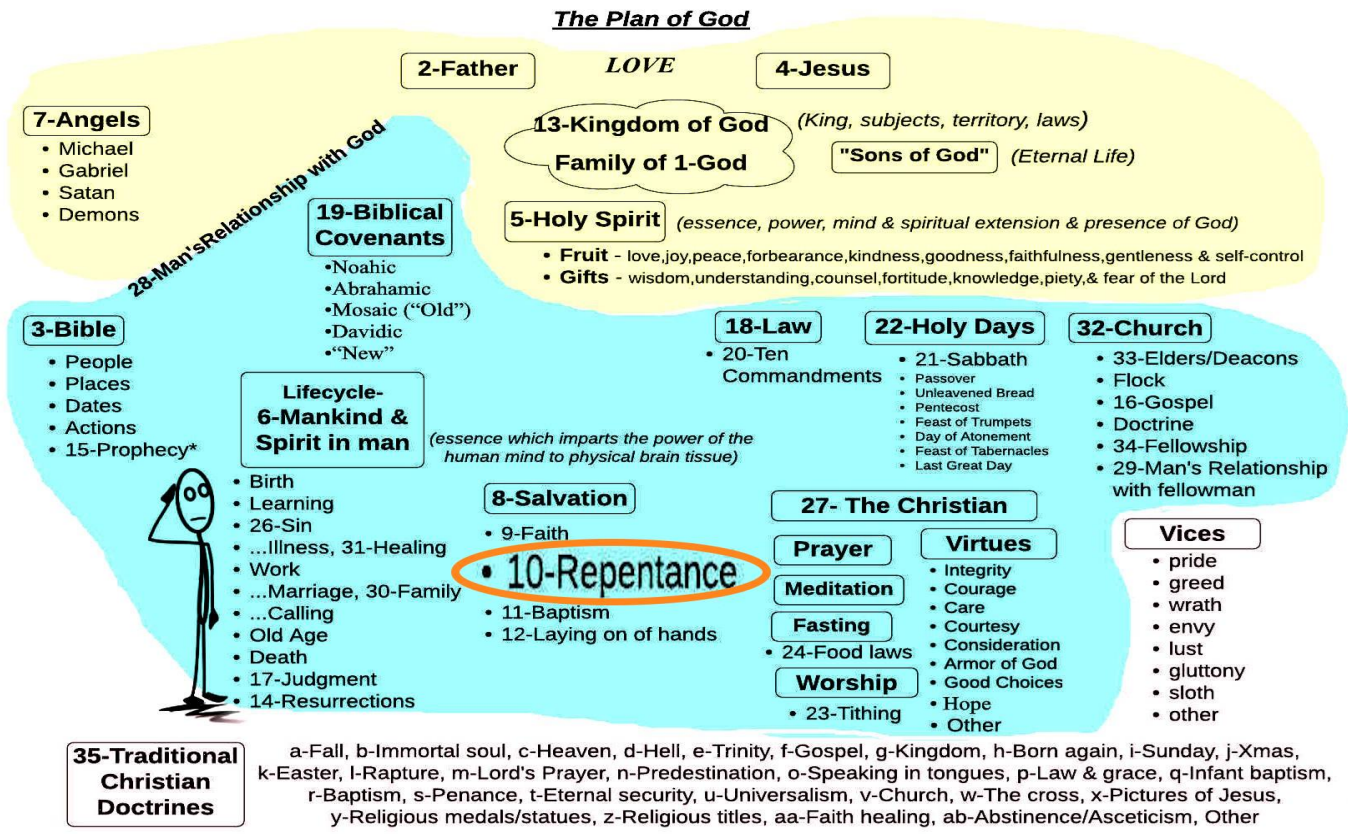 The Plan of God
2-Father
LOVE
4-Jesus
7-Angels
• Michael
• Gabriel
• Satan
• Demons
13-Kingdom of God
(King, subjects, territory, laws)
Family of 1-God
"Sons of God"
(Eternal Life)
28-Man'sRelationship with God
5-Holy Spirit
(essence, power, mind & spiritual extension & presence of God)
• Fruit - love,joy,peace,forbearance,kindness,goodness,faithfulness,gentleness & self-control
• Gifts - wisdom,understanding,counsel,fortitude,knowledge,piety,& fear of the Lord
19-Biblical
Covenants
•Noahic
•Abrahamic
•Mosaic (“Old”)
•Davidic
•“New”
3-Bible
• People
• Places
• Dates
• Actions
• 15-Prophecy*
18-Law
• 20-Ten
Commandments
22-Holy Days
• 21-Sabbath
• Passover
• Unleavened Bread
• Pentecost
• Feast of Trumpets
• Day of Atonement
• Feast of Tabernacles
• Last Great Day
32-Church
• 33-Elders/Deacons
• Flock
• 16-Gospel
• Doctrine
• 34-Fellowship
• 29-Man's Relationship
with fellowman
Lifecycle-
6-Mankind &
Spirit in man
(essence which imparts the power of the
human mind to physical brain tissue)
• Birth
• Learning
• 26-Sin
• ...Illness, 31-Healing
• Work
• ...Marriage, 30-Family
• ...Calling
• Old Age
• Death
• 17-Judgment
• 14-Resurrections
8-Salvation
• 9-Faith
• 10-Repentance
• 11-Baptism
• 12-Laying on of hands
27- The Christian
Prayer
Meditation
Fasting
• 24-Food laws
Worship
• 23-Tithing
Virtues
• Integrity
• Courage
• Care
• Courtesy
• Consideration
• Armor of God
• Good Choices
• Hope
• Other
Vices
• pride
• greed
• wrath
• envy
• lust
• gluttony
• sloth
• other
35-Traditional
Christian
Doctrines
a-Fall, b-Immortal soul, c-Heaven, d-Hell, e-Trinity, f-Gospel, g-Kingdom, h-Born again, i-Sunday, j-Xmas,
k-Easter, l-Rapture, m-Lord's Prayer, n-Predestination, o-Speaking in tongues, p-Law & grace, q-Infant baptism,
r-Baptism, s-Penance, t-Eternal security, u-Universalism, v-Church, w-The cross, x-Pictures of Jesus,
y-Religious medals/statues, z-Religious titles, aa-Faith healing, ab-Abstinence/Asceticism, Other